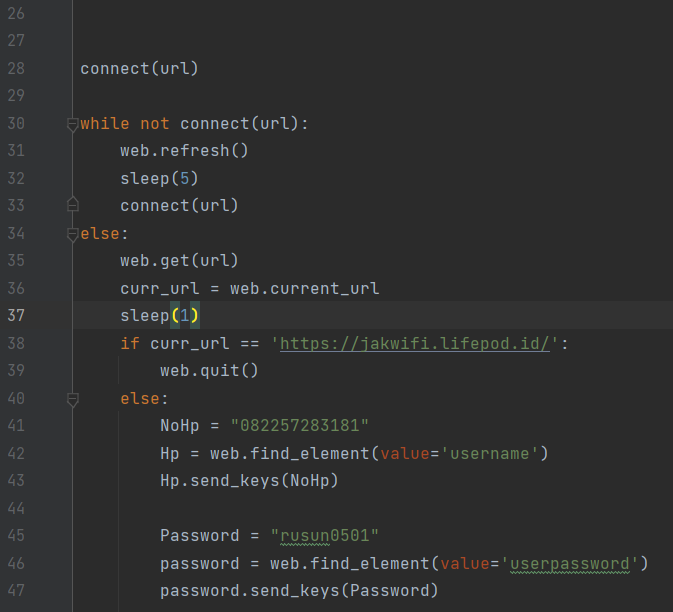 26
27
28 connect(url)
29
30 while not connect(url):
31 web.refresh()
32 sleep(5)
33 connect(url)
34 else:
35 web.get(url)
36 curr_url = web.current_url
37 sleep(1)
38 if curr_url == 'https://jakwifi.lifepod.id/':
39 web.quit()
40 else:
41 NoHp = "082257283181"
42 Hp = web.find_element(value='username')
43 Hp.send_keys(NoHp)
44
45 Password = "rusun0501"
46 password = web.find_element(value='userpassword')
47 password.send_keys(Password)